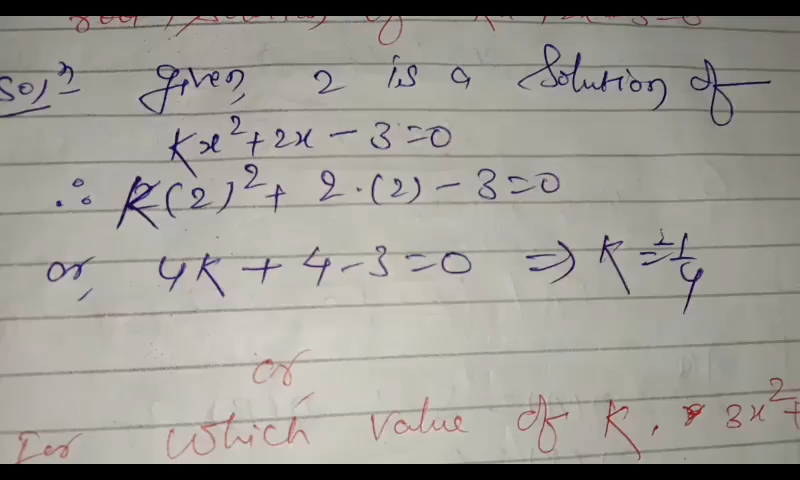 Sol,n Given, 2 is a Solution of
Kx²+2x-3=0
∴ K(2)²+ 2·(2)-3=0
or, 4K+4-3=0 ⇒ K=-1/4
or
For which value of K, 3x²+